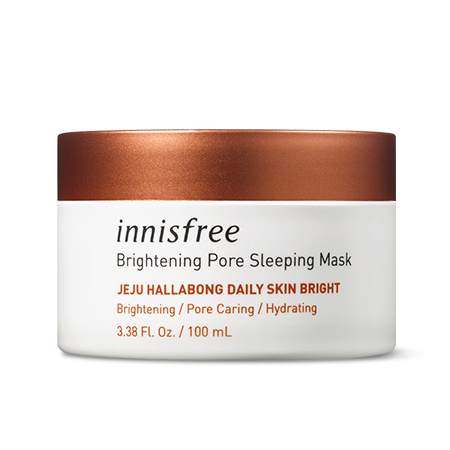 innisfree
Brightening Pore Sleeping Mask
JEJU HALLABONG DAILY SKIN BRIGHT
Brightening / Pore Caring / Hydrating
3.38 Fl. Oz. / 100 mL